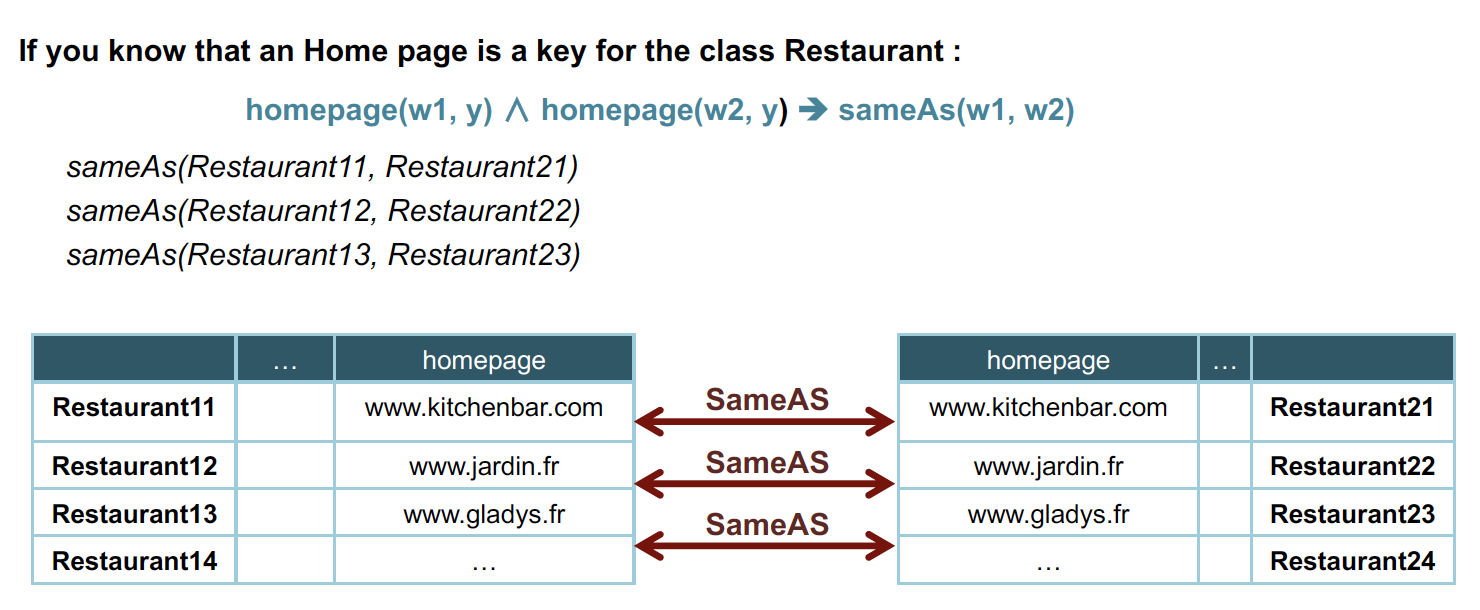 If you know that an Home page is a key for the class Restaurant :
homepage(w1, y) ∧ homepage(w2, y) ➔ sameAs(w1, w2)
sameAs(Restaurant11, Restaurant21)
sameAs(Restaurant12, Restaurant22)
sameAs(Restaurant13, Restaurant23)
… homepage homepage …
Restaurant11 www.kitchenbar.com SameAS www.kitchenbar.com Restaurant21
Restaurant12 www.jardin.fr SameAS www.jardin.fr Restaurant22
Restaurant13 www.gladys.fr SameAS www.gladys.fr Restaurant23
Restaurant14 … … Restaurant24